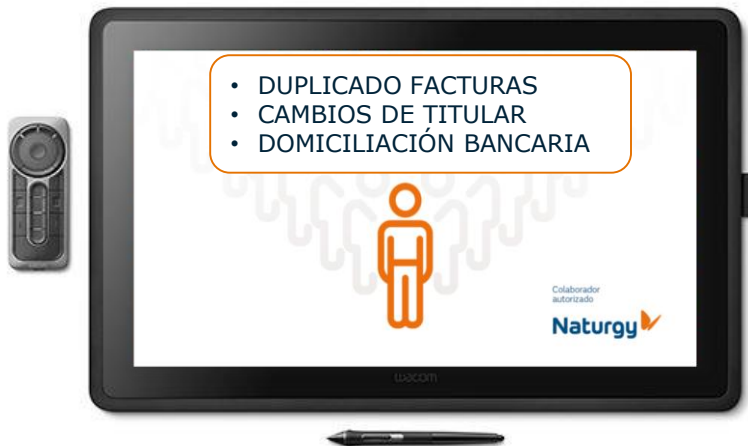 • DUPLICADO FACTURAS
• CAMBIOS DE TITULAR
• DOMICILIACIÓN BANCARIA
Colaborador
autorizado
Naturgy
wacom